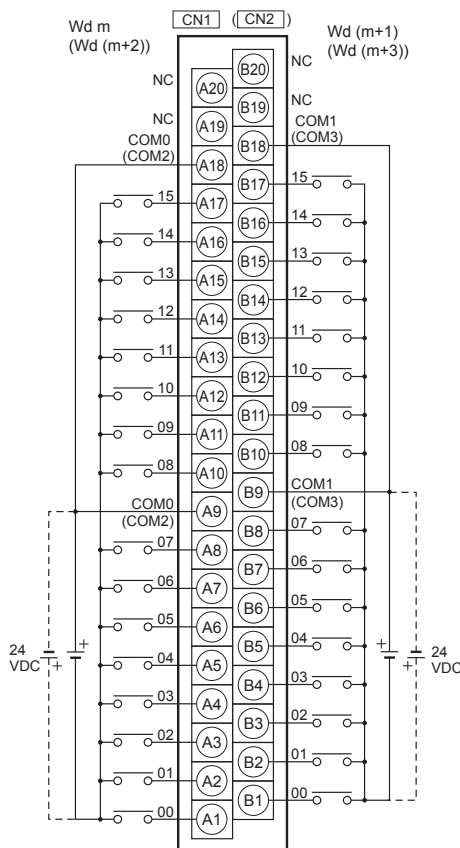 CN1 (CN2)
Wd m
(Wd (m+2))
Wd (m+1)
(Wd (m+3))
B20 NC
NC A20
B19 NC
NC A19
COM1
(COM3)
B18
COM0
(COM2)
A18
B17 15
15 A17
B16 14
14 A16
B15 13
13 A15
B14 12
12 A14
B13 11
11 A13
B12 10
10 A12
B11 09
09 A11
B10 08
08 A10
COM1
(COM3)
B9
COM0
(COM2)
A9
B8 07
07 A8
B7 06
06 A7
B6 05
05 A6
B5 04
04 A5
24
VDC
+ +
24
VDC
+ +
B4 03
03 A4
B3 02
02 A3
B2 01
01 A2
B1 00
00 A1